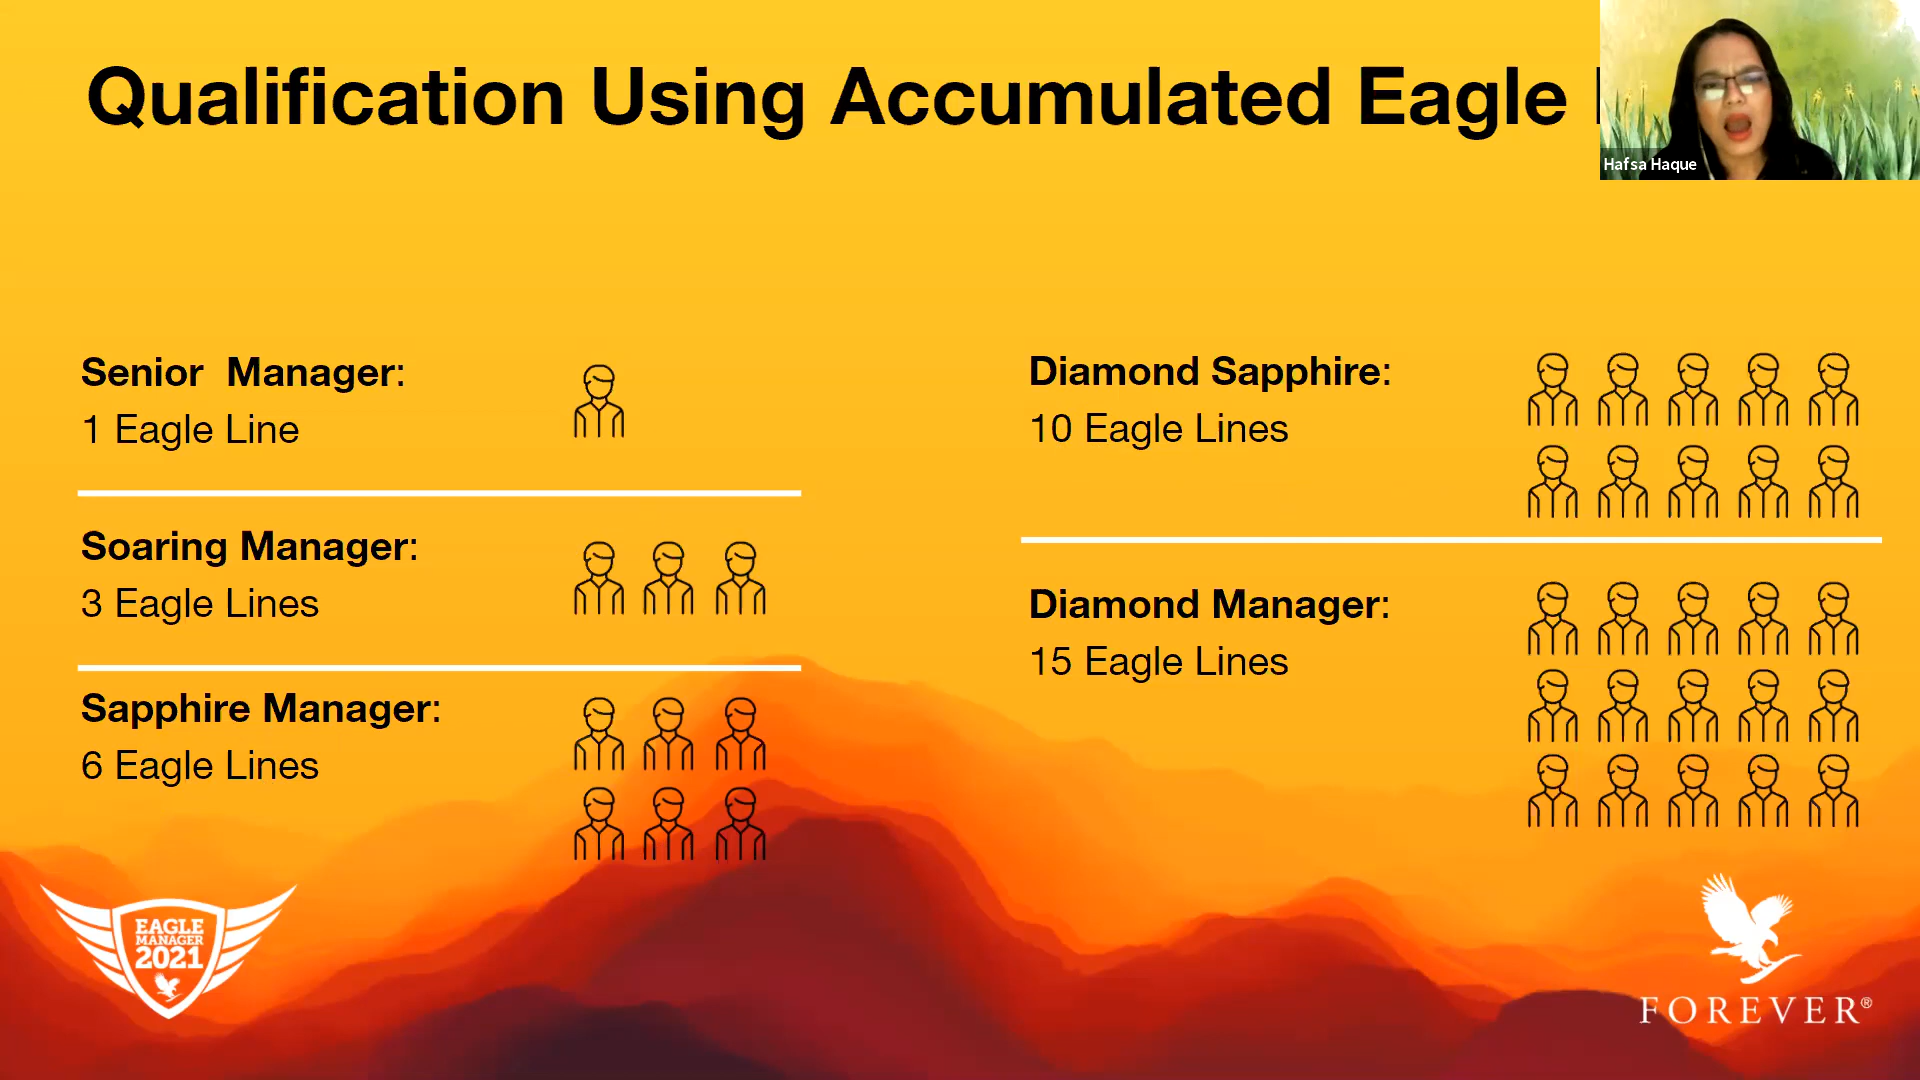 Qualification Using Accumulated Eagle
Hafsa Haque
Senior Manager:
1 Eagle Line
Soaring Manager:
3 Eagle Lines
Sapphire Manager:
6 Eagle Lines
Diamond Sapphire:
10 Eagle Lines
Diamond Manager:
15 Eagle Lines
EAGLE
MANAGER
2021
FOREVER®